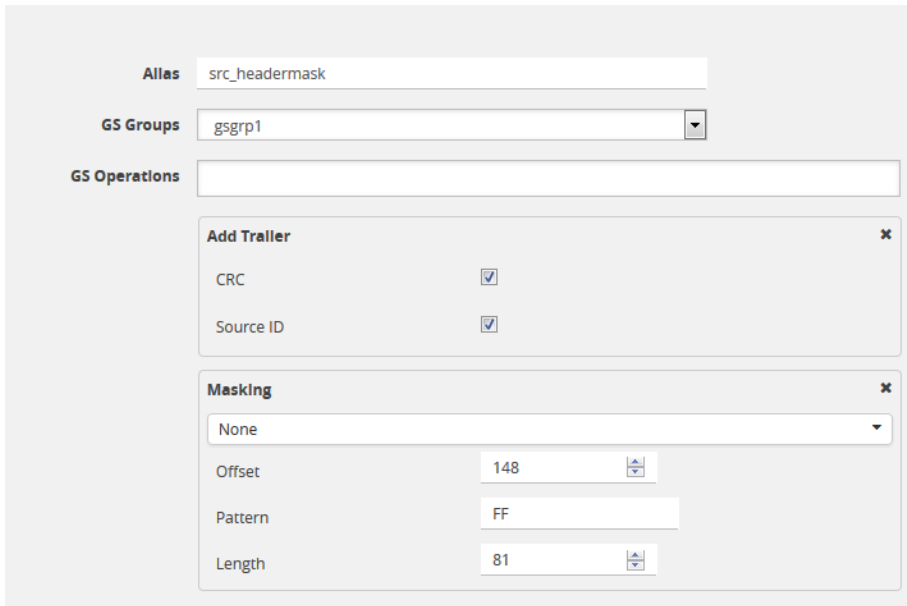 Alias src_headermask
GS Groups gsgrp1
GS Operations
Add Trailer
CRC
Source ID
Masking
None
Offset 148
Pattern FF
Length 81